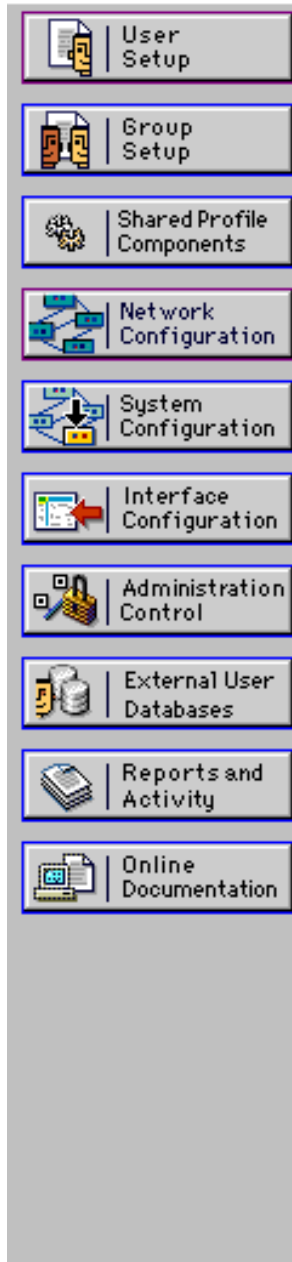 User
Setup
Group
Setup
Shared Profile
Components
Network
Configuration
System
Configuration
Interface
Configuration
Administration
Control
External User
Databases
Reports and
Activity
Online
Documentation